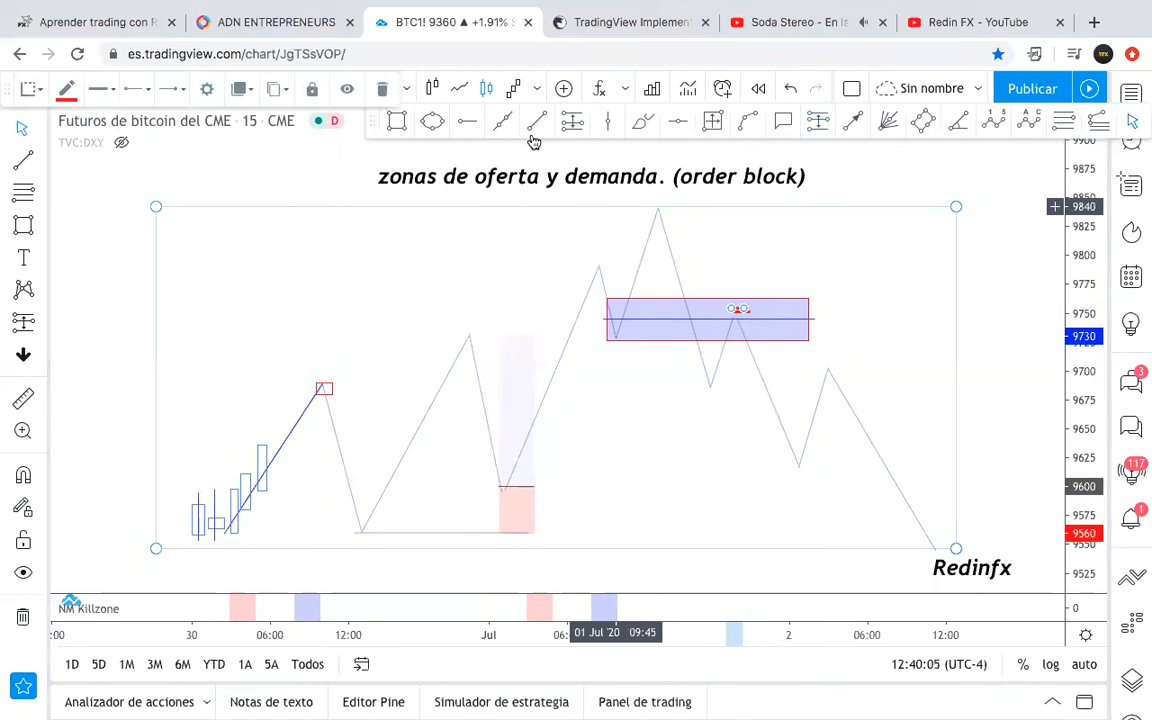 Aprender trading con R
ADN ENTREPRENEURS
BTC1! 9360 ▲ +1.91%
TradingView Implemen
Soda Stereo - En la
Redin FX - YouTube
es.tradingview.com/chart/JgTSsVOP/
TFX
Sin nombre
Publicar
Futuros de bitcoin del CME · 15 · CME
D
TVC:DXY
zonas de oferta y demanda. (order block)
9900
9875
9840
9825
9800
9775
9750
9730
9700
9675
9650
9625
9600
9575
9560
9550
9525
3
117
1
Redinfx
NM Killzone
0
:00
30
06:00
12:00
Jul
06:
01 Jul '20 09:45
2
06:00
12:00
1D
5D
1M
3M
6M
YTD
1A
5A
Todos
12:40:05 (UTC-4)
%
log
auto
Analizador de acciones
Notas de texto
Editor Pine
Simulador de estrategia
Panel de trading